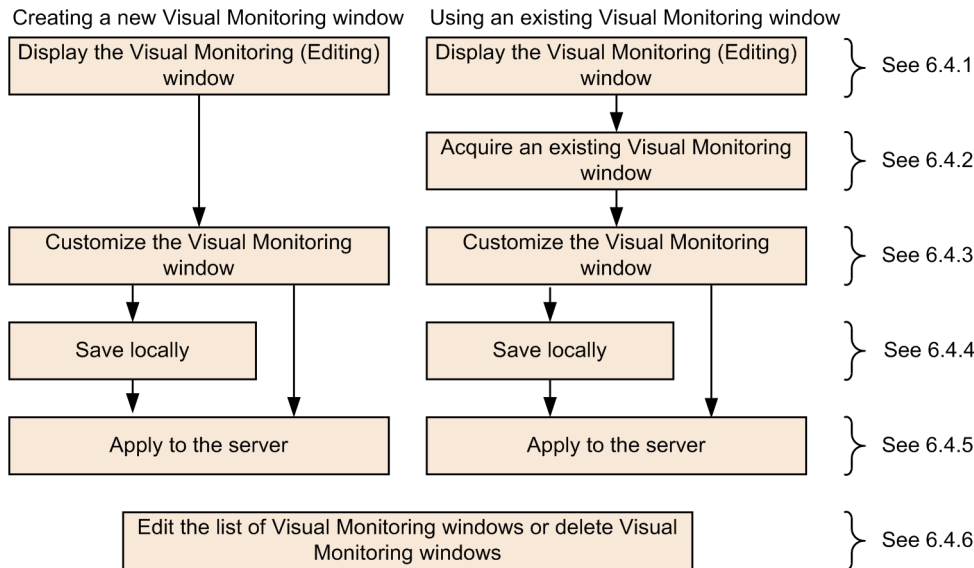 Creating a new Visual Monitoring window
Using an existing Visual Monitoring window
Display the Visual Monitoring (Editing)
window
Display the Visual Monitoring (Editing)
window
See 6.4.1
Acquire an existing Visual Monitoring
window
See 6.4.2
Customize the Visual Monitoring
window
Customize the Visual Monitoring
window
See 6.4.3
Save locally
Save locally
See 6.4.4
Apply to the server
Apply to the server
See 6.4.5
Edit the list of Visual Monitoring windows or delete Visual
Monitoring windows
See 6.4.6